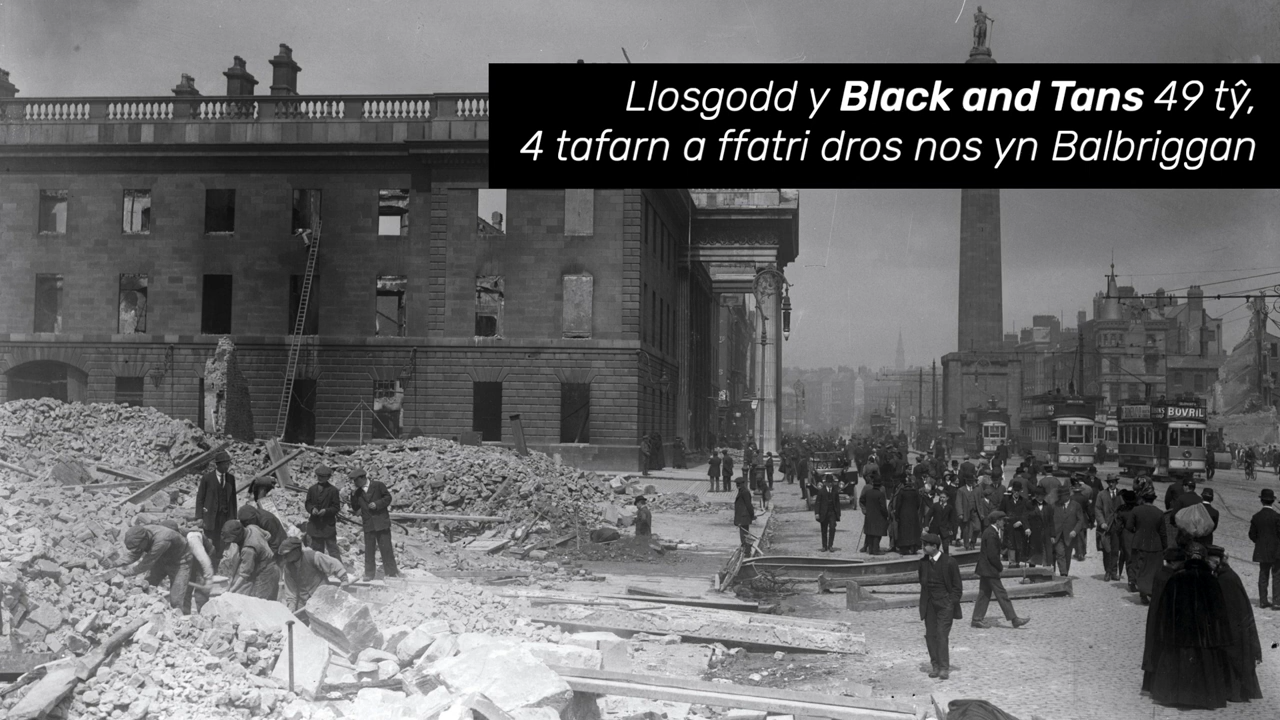 Llosgodd y Black and Tans 49 tŷ,
4 tafarn a ffatri dros nos yn Balbriggan
BOVRIL